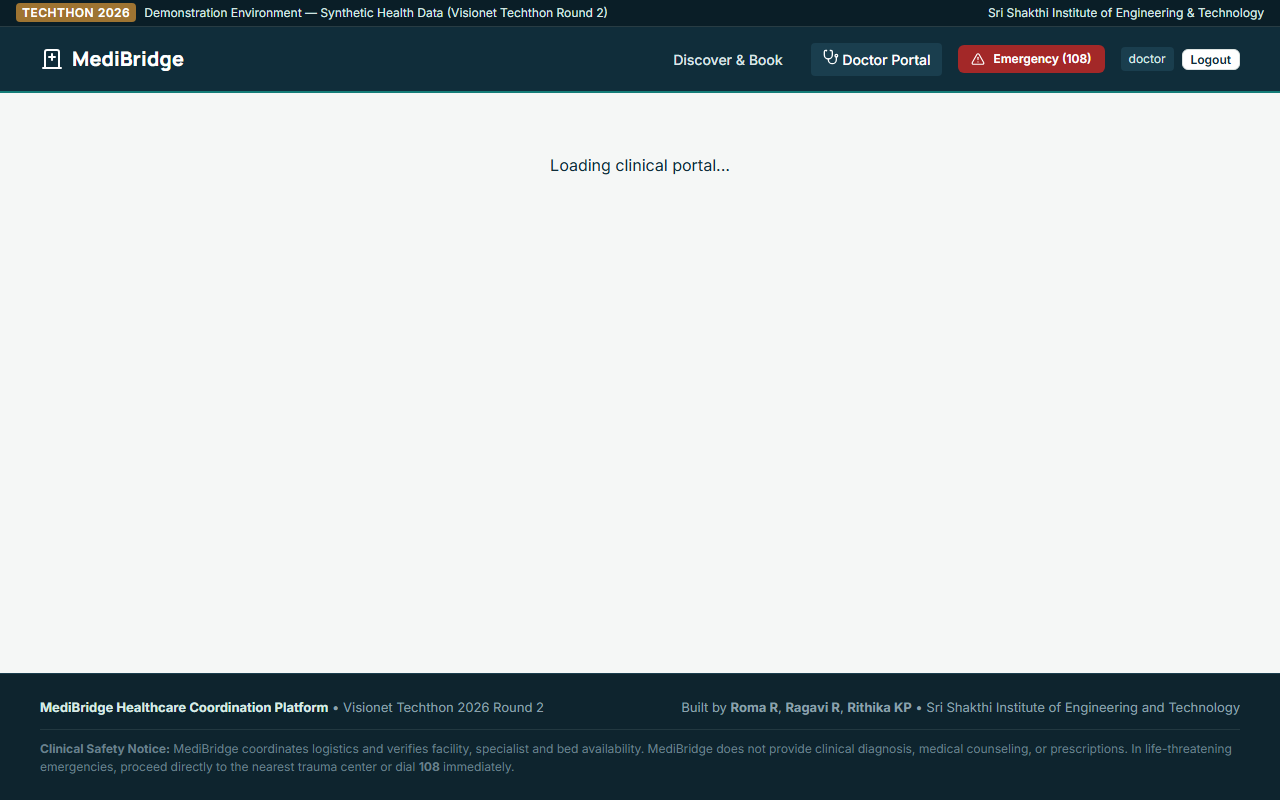 TECHTHON 2026 Demonstration Environment — Synthetic Health Data (Visionet Techthon Round 2) Sri Shakthi Institute of Engineering & Technology
MediBridge Discover & Book Doctor Portal Emergency (108) doctor Logout
Loading clinical portal...
MediBridge Healthcare Coordination Platform • Visionet Techthon 2026 Round 2 Built by Roma R, Ragavi R, Rithika KP • Sri Shakthi Institute of Engineering and Technology
Clinical Safety Notice: MediBridge coordinates logistics and verifies facility, specialist and bed availability. MediBridge does not provide clinical diagnosis, medical counseling, or prescriptions. In life-threatening
emergencies, proceed directly to the nearest trauma center or dial 108 immediately.